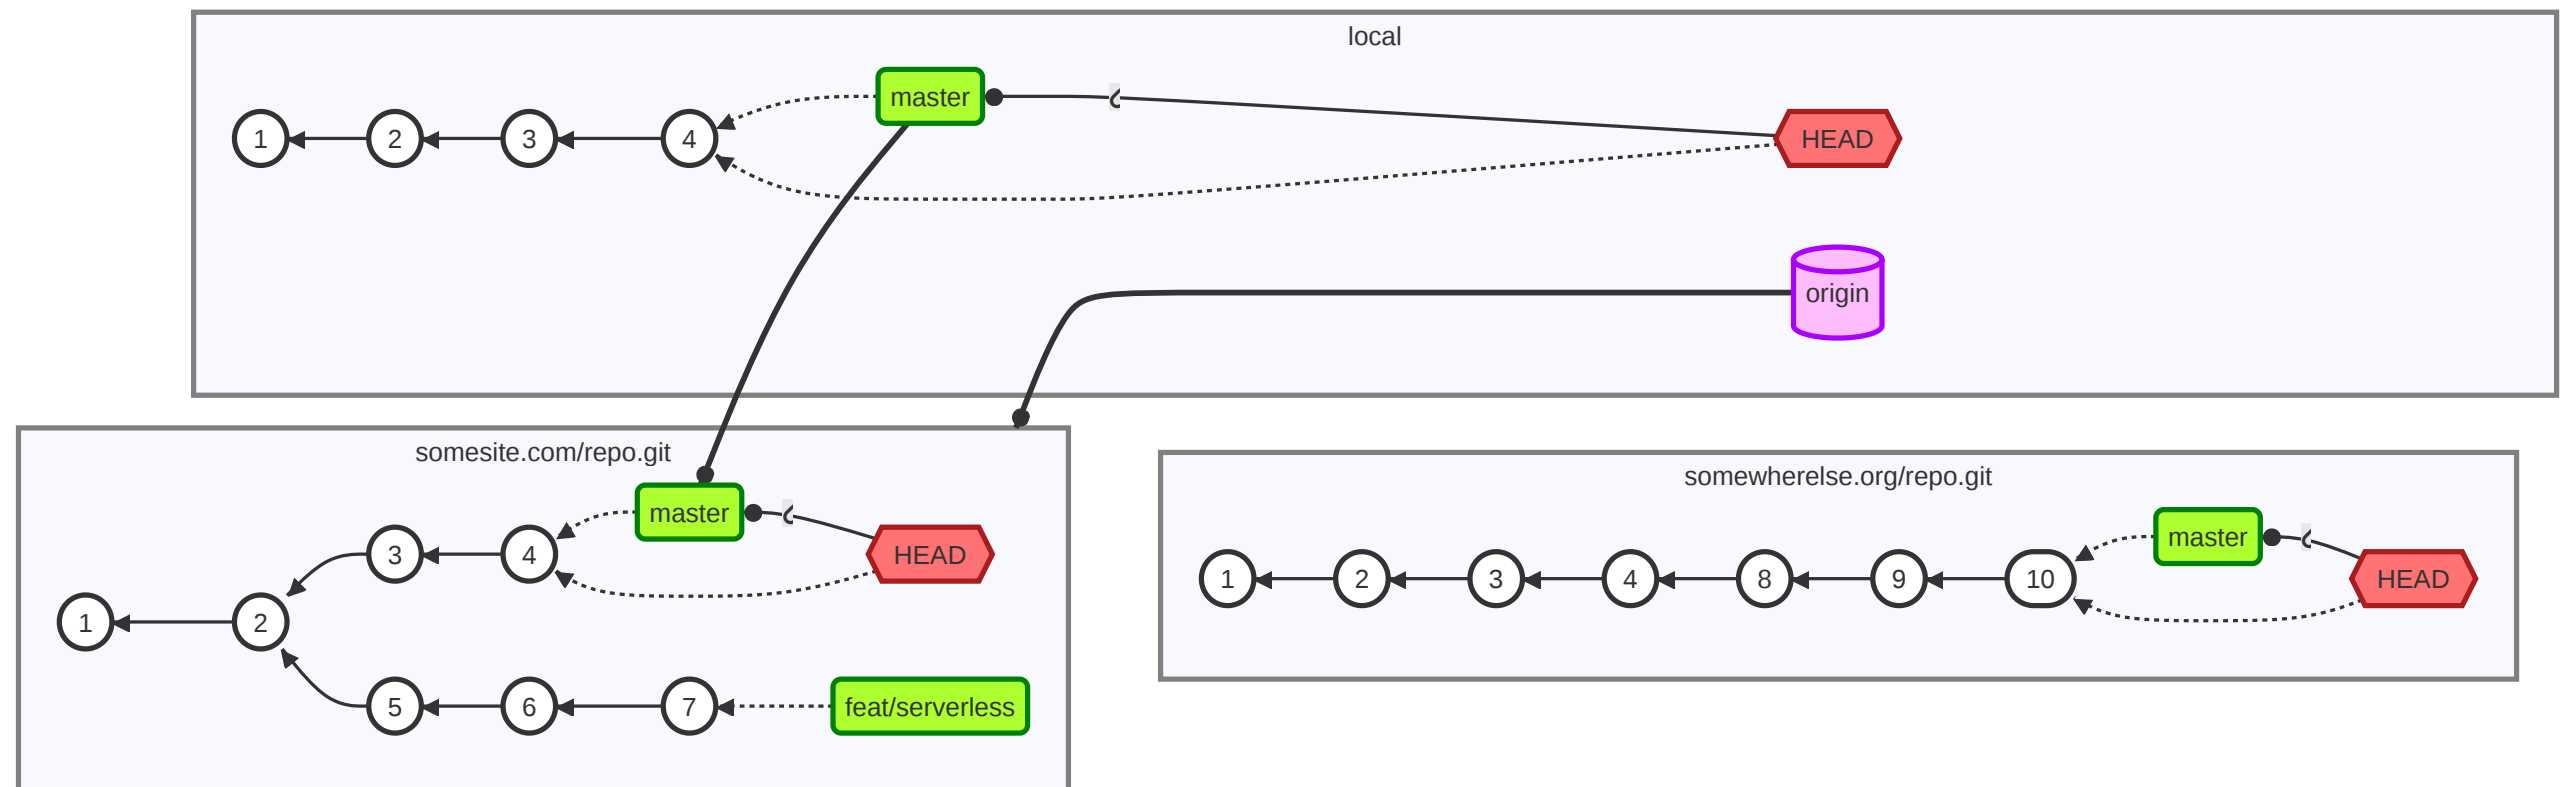 local
master
1
2
3
4
HEAD
origin
somesite.com/repo.git
master
3
4
HEAD
1
2
5
6
7
feat/serverless
somewherelse.org/repo.git
master
1
2
3
4
8
9
10
HEAD